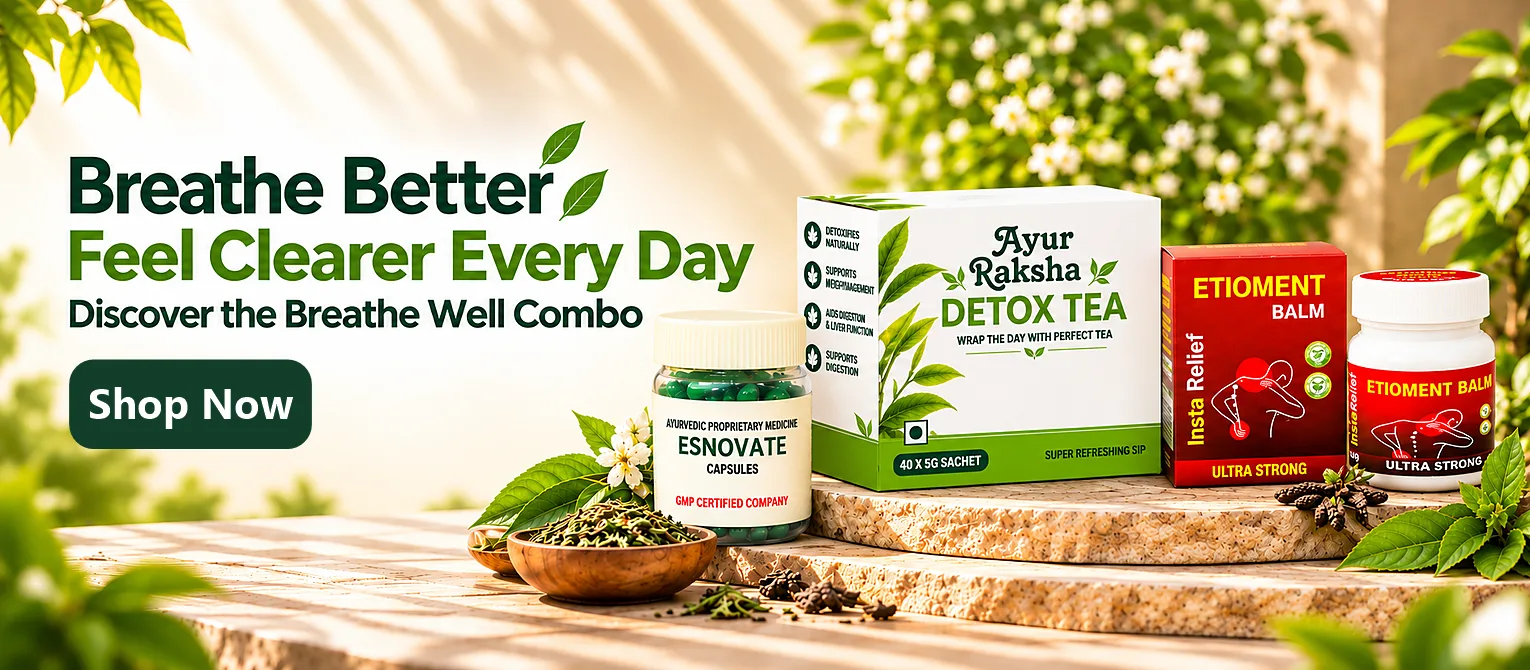 Breathe Better
Feel Clearer Every Day
Discover the Breathe Well Combo
Shop Now
AYURVEDIC PROPRIETARY MEDICINE
ESNOVATE
CAPSULES
GMP CERTIFIED COMPANY
DETOXIFIES
NATURALLY
SUPPORTS
AIDS DIGESTION
& LIVER FUNCTION
SUPPORTS
DIGESTION
Ayur
Raksha
DETOX TEA
WRAP THE DAY WITH PERFECT TEA
40 X 5G SACHET
SUPER REFRESHING SIP
ETIOMENT
BALM
Insta Relief
ULTRA STRONG
ETIOMENT BALM
Insta Relief
ULTRA STRONG